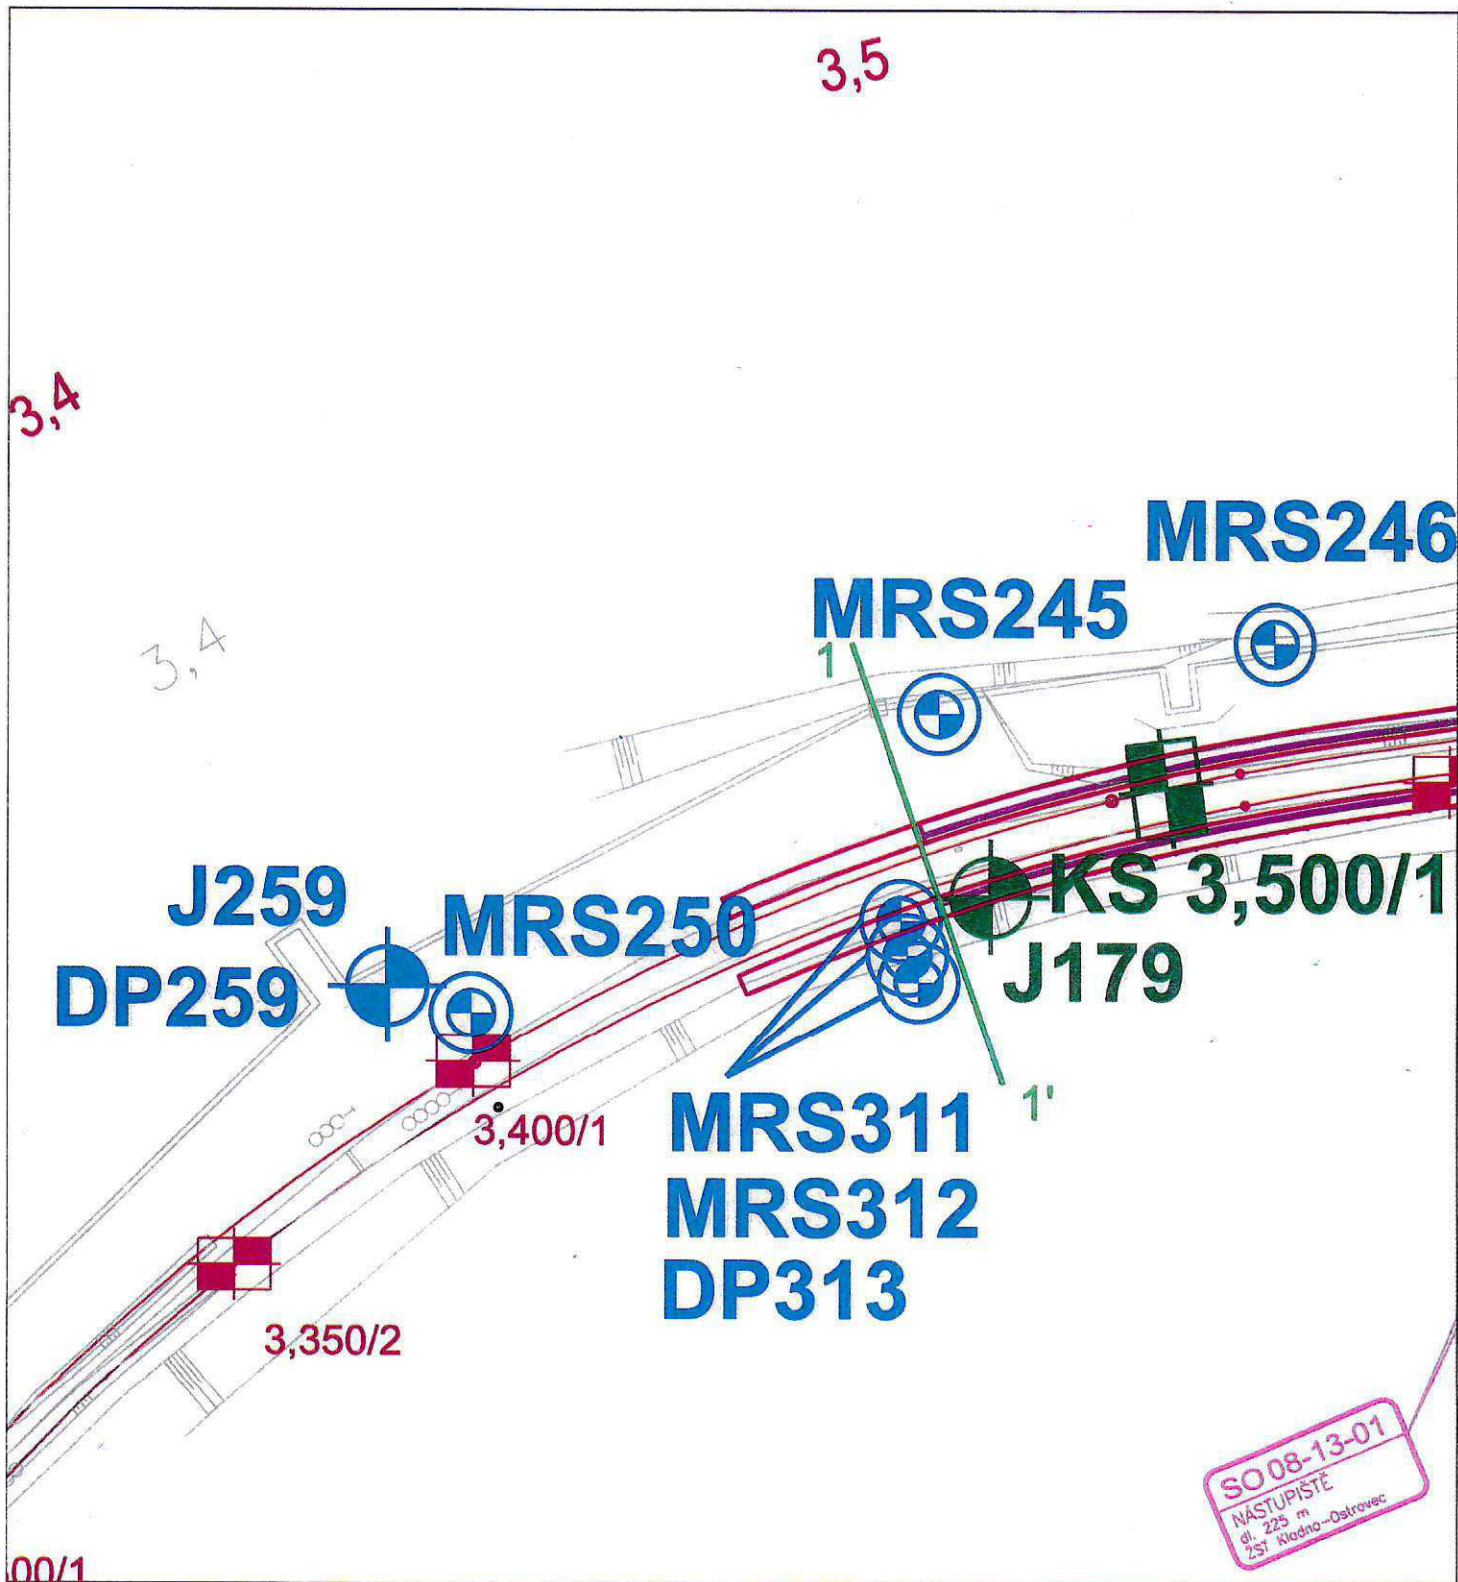 3,5
3,4
MRS246
MRS245
3,4
1
J259
MRS250
KS 3,500/1
DP259
J179
1'
3,400/1
MRS311
MRS312
DP313
3,350/2
SO 08-13-01
NÁSTUPIŠTĚ
dl. 225 m
ŽST Kladno-Ostrovec
00/1